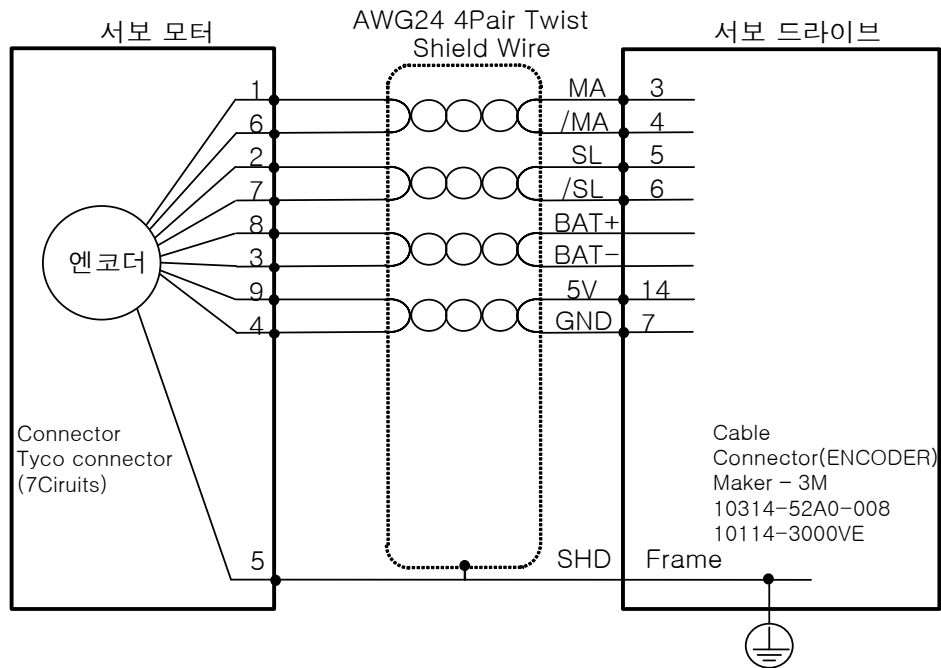 서보 모터
AWG24 4Pair Twist
Shield Wire
서보 드라이브
1 MA 3
6 /MA 4
2 SL 5
7 /SL 6
8 BAT+
엔코더
3 BAT-
9 5V 14
4 GND 7
Connector
Tyco connector
(7Ciruits)
Cable
Connector(ENCODER)
Maker - 3M
10314-52A0-008
10114-3000VE
5 SHD Frame